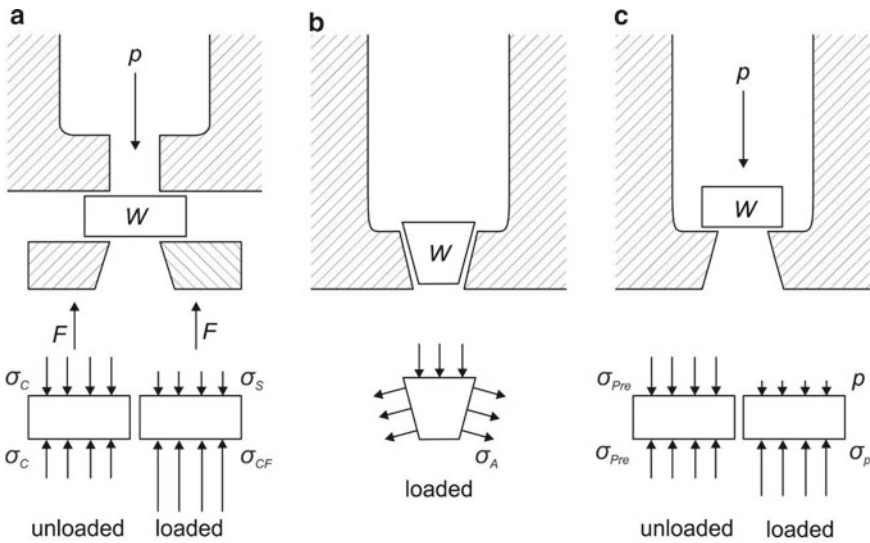 a b c
p p
W W W
F F
σC σS σPre p
σC σCF σA σPre σp
unloaded loaded loaded unloaded loaded